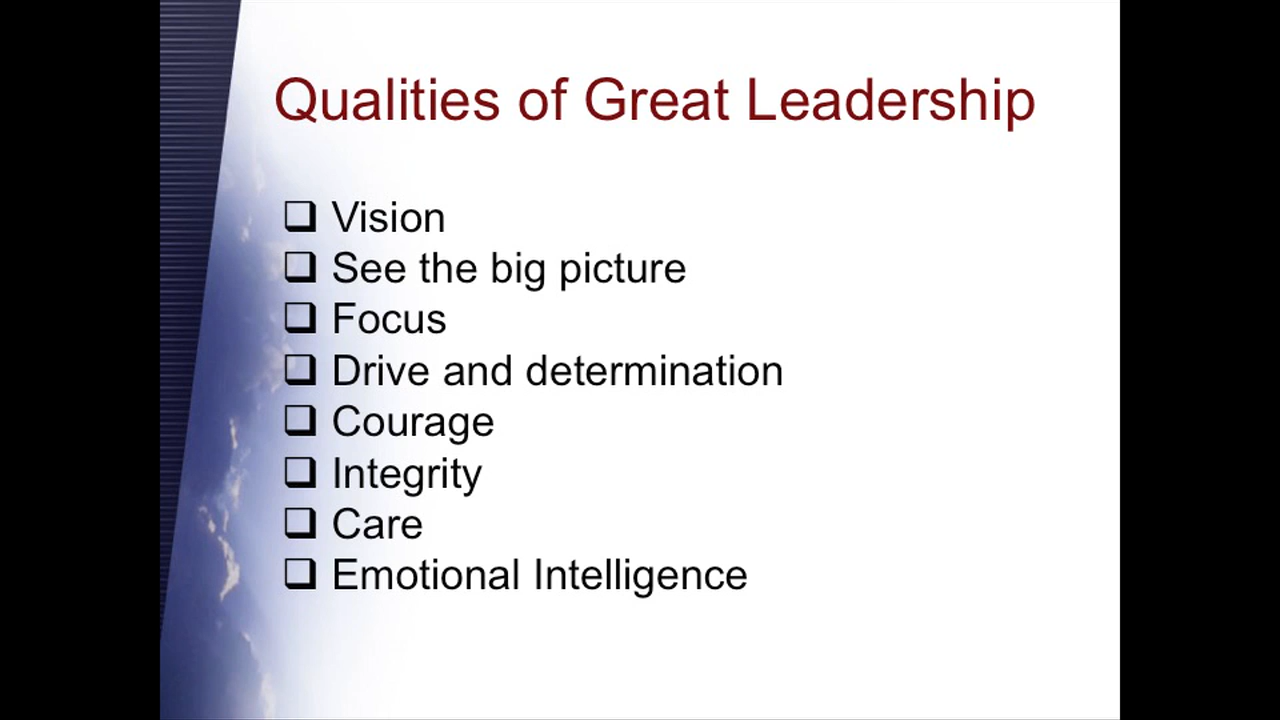 Qualities of Great Leadership
Vision
See the big picture
Focus
Drive and determination
Courage
Integrity
Care
Emotional Intelligence